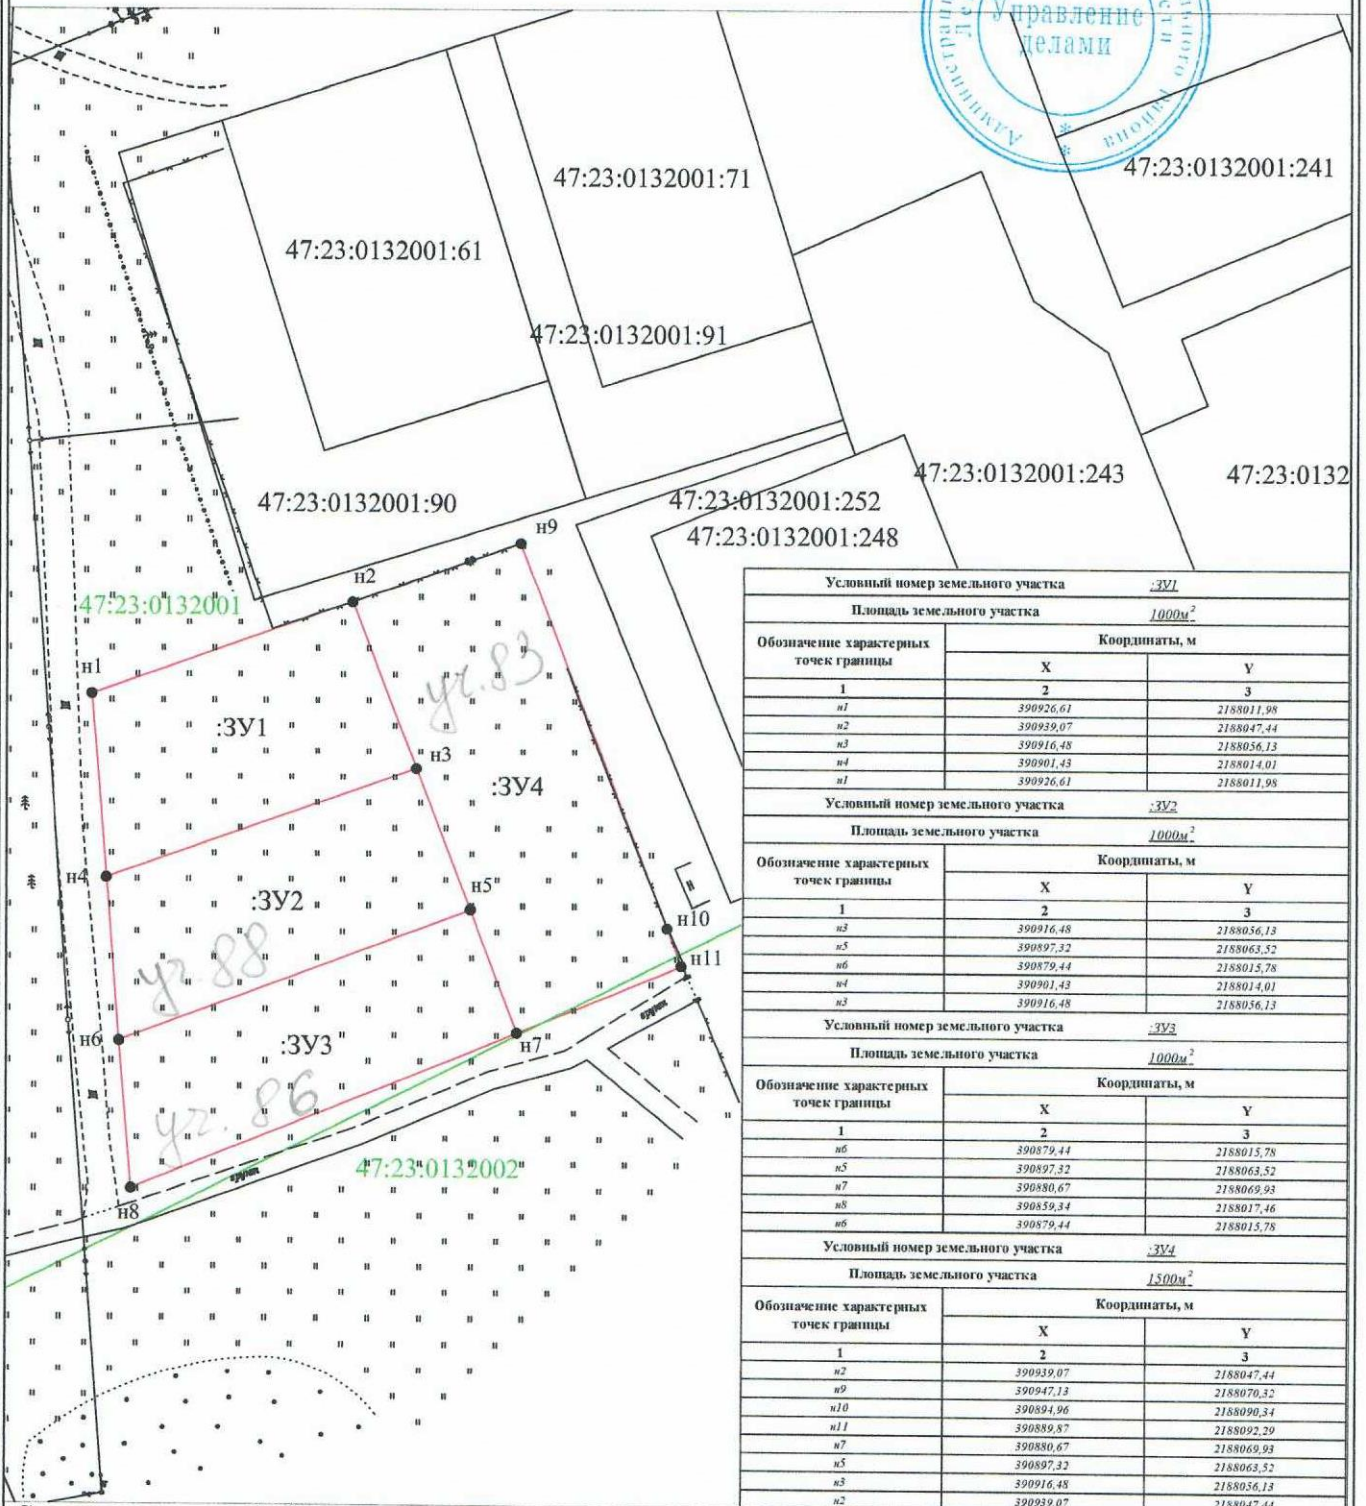 Управление
делами
района
47:23:0132001:241
47:23:0132001:71
47:23:0132001:61
47:23:0132001:91
47:23:0132001:243
47:23:0132
47:23:0132001:90
47:23:0132001:252
47:23:0132001:248
н9
н2
47:23:0132001
н1
уч.83
:ЗУ1
н3
:ЗУ4
н4
н5
:ЗУ2
н10
уч.88
н11
н6
:ЗУ3
н7
уч.86
47:23:0132002
н8
Условный номер земельного участка :ЗУ1
Площадь земельного участка 1000м²
Обозначение характерных точек границы Координаты, м
X Y
1 2 3
н1 390926,61 2188011,98
н2 390939,07 2188047,44
н3 390916,48 2188056,13
н4 390901,43 2188014,01
н1 390926,61 2188011,98
Условный номер земельного участка :ЗУ2
Площадь земельного участка 1000м²
Обозначение характерных точек границы Координаты, м
X Y
1 2 3
н3 390916,48 2188056,13
н5 390897,32 2188063,52
н6 390879,44 2188015,78
н4 390901,43 2188014,01
н3 390916,48 2188056,13
Условный номер земельного участка :ЗУ3
Площадь земельного участка 1000м²
Обозначение характерных точек границы Координаты, м
X Y
1 2 3
н6 390879,44 2188015,78
н5 390897,32 2188063,52
н7 390880,67 2188069,93
н8 390859,34 2188017,46
н6 390879,44 2188015,78
Условный номер земельного участка :ЗУ4
Площадь земельного участка 1500м²
Обозначение характерных точек границы Координаты, м
X Y
1 2 3
н2 390939,07 2188047,44
н9 390947,13 2188070,32
н10 390894,96 2188090,34
н11 390889,87 2188092,29
н7 390880,67 2188069,93
н5 390897,32 2188063,52
н3 390916,48 2188056,13
н2 390939,07 2188047,44